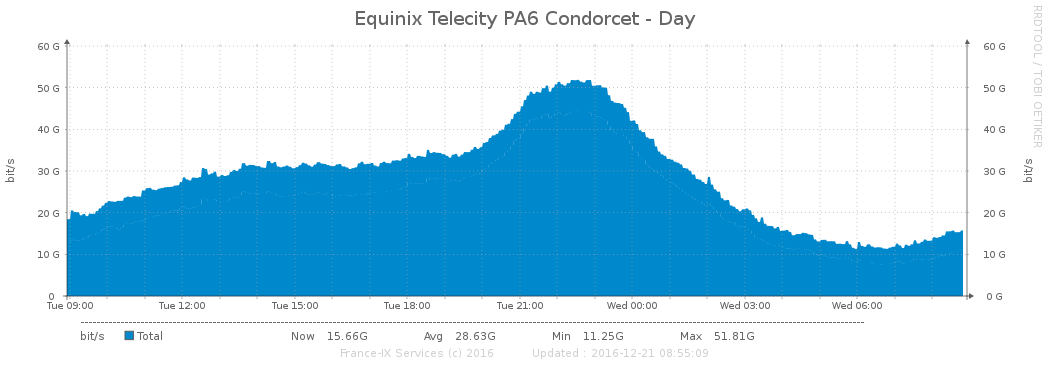 Equinix Telecity PA6 Condorcet - Day
RRDTOOL / TOBI OETIKER
60 G 60 G
50 G 50 G
40 G 40 G
30 G 30 G
20 G 20 G
10 G 10 G
0 0 G
bit/s bit/s
Tue 09:00 Tue 12:00 Tue 15:00 Tue 18:00 Tue 21:00 Wed 00:00 Wed 03:00 Wed 06:00
bit/s Total Now 15.66G Avg 28.63G Min 11.25G Max 51.81G
France-IX Services (c) 2016 Updated : 2016-12-21 08:55:09